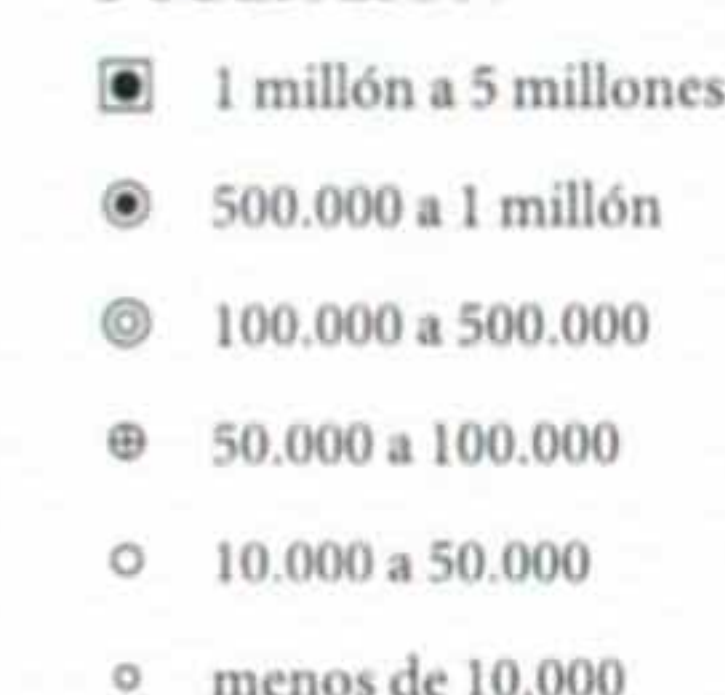 1 millón a 5 millones
500.000 a 1 millón
100.000 a 500.000
50.000 a 100.000
10.000 a 50.000
menos de 10.000